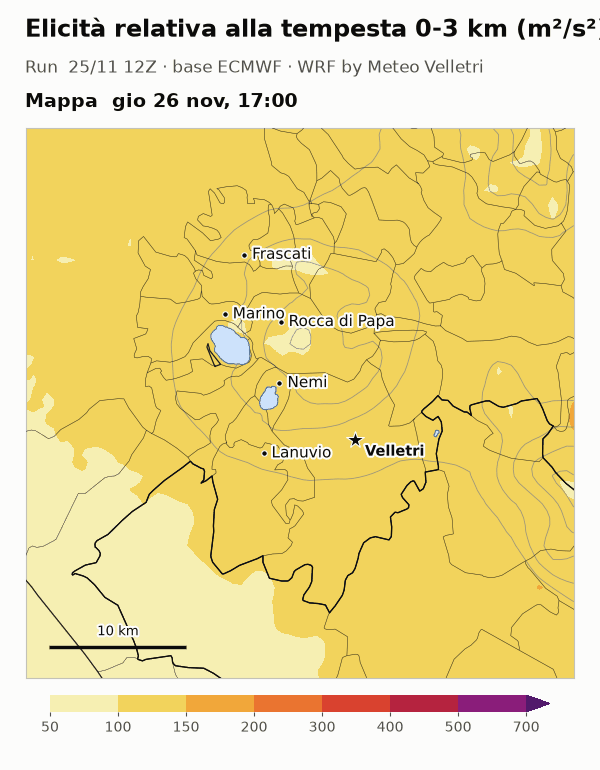 Elicità relativa alla tempesta 0-3 km (m²/s²)
Run 25/11 12Z · base ECMWF · WRF by Meteo Velletri
Mappa gio 26 nov, 17:00
Frascati
Marino
Rocca di Papa
Nemi
Velletri
Lanuvio
10 km
50 100 150 200 300 400 500 700